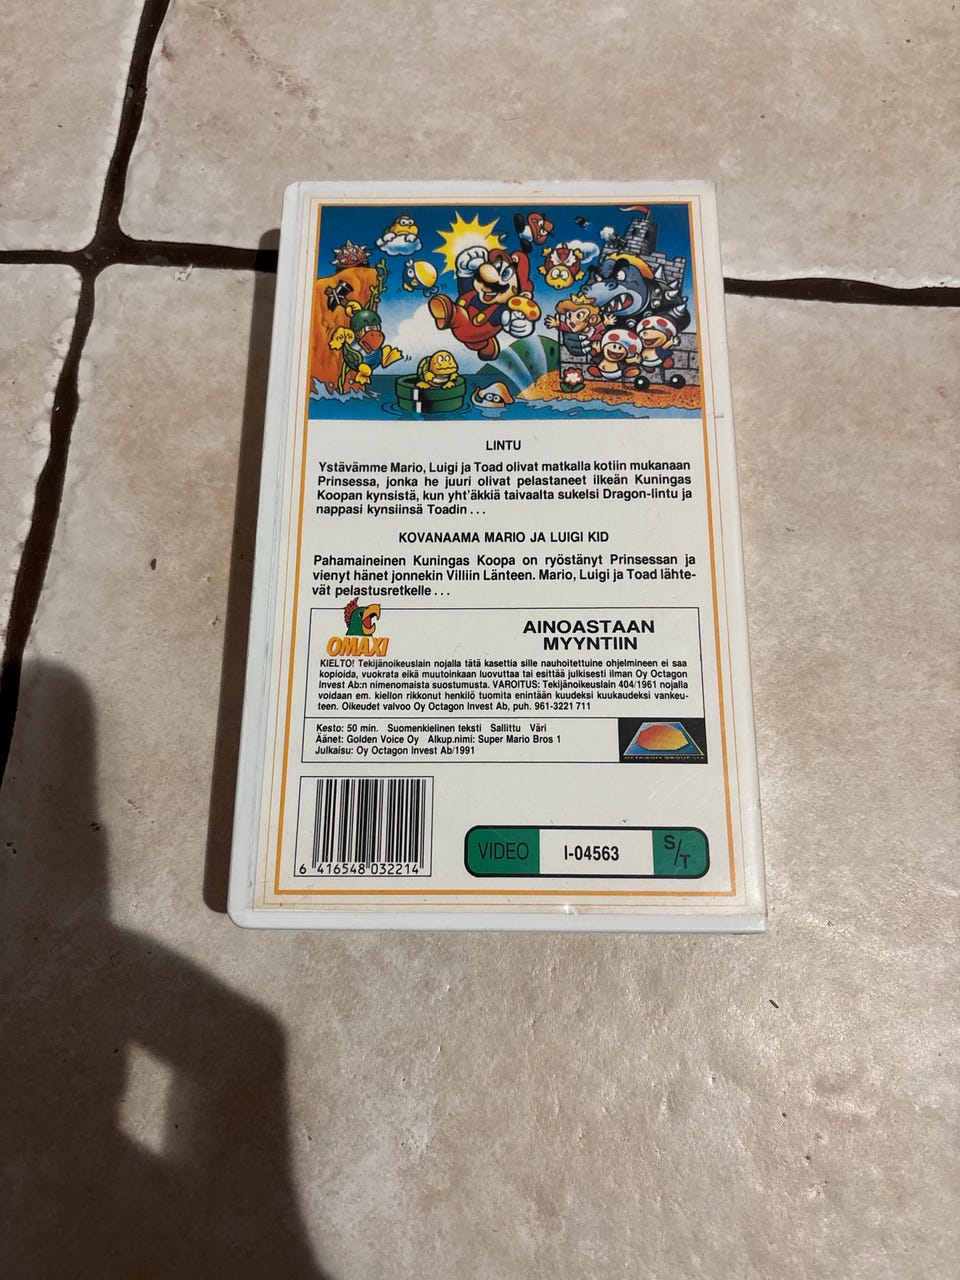 LINTU
Ystävämme Mario, Luigi ja Toad olivat matkalla kotiin mukanaan
Prinsessa, jonka he juuri olivat pelastaneet ilkeän Kuningas
Koopan kynsistä, kun yht'äkkiä taivaalta sukelsi Dragon-lintu ja
nappasi kynsiinsä Toadin . . .
KOVANAAMA MARIO JA LUIGI KID
Pahamaineinen Kuningas Koopa on ryöstänyt Prinsessan ja
vienyt hänet jonnekin Villiin Länteen. Mario, Luigi ja Toad lähte-
vät pelastusretkelle . . .
OMAXI
AINOASTAAN
MYYNTIIN
KIELTO! Tekijänoikeuslain nojalla tätä kasettia sille nauhoitettuine ohjelmineen ei saa
kopioida, vuokrata eikä muutoinkaan luovuttaa tai esittää julkisesti ilman Oy Octagon
Invest Ab:n nimenomaista suostumusta. VAROITUS: Tekijänoikeuslain 404/1961 nojalla
voidaan em. kiellon rikkonut henkilö tuomita enintään kuudeksi kuukaudeksi vankeu-
teen. Oikeudet valvoo Oy Octagon Invest Ab, puh. 961-3221 711
Kesto: 50 min. Suomenkielinen teksti Sallittu Väri
Äänet: Golden Voice Oy Alkup.nimi: Super Mario Bros 1
Julkaisu: Oy Octagon Invest Ab/1991
OCTAGON GROUP LTD
6 416548 032214
VIDEO I-04563 S/T